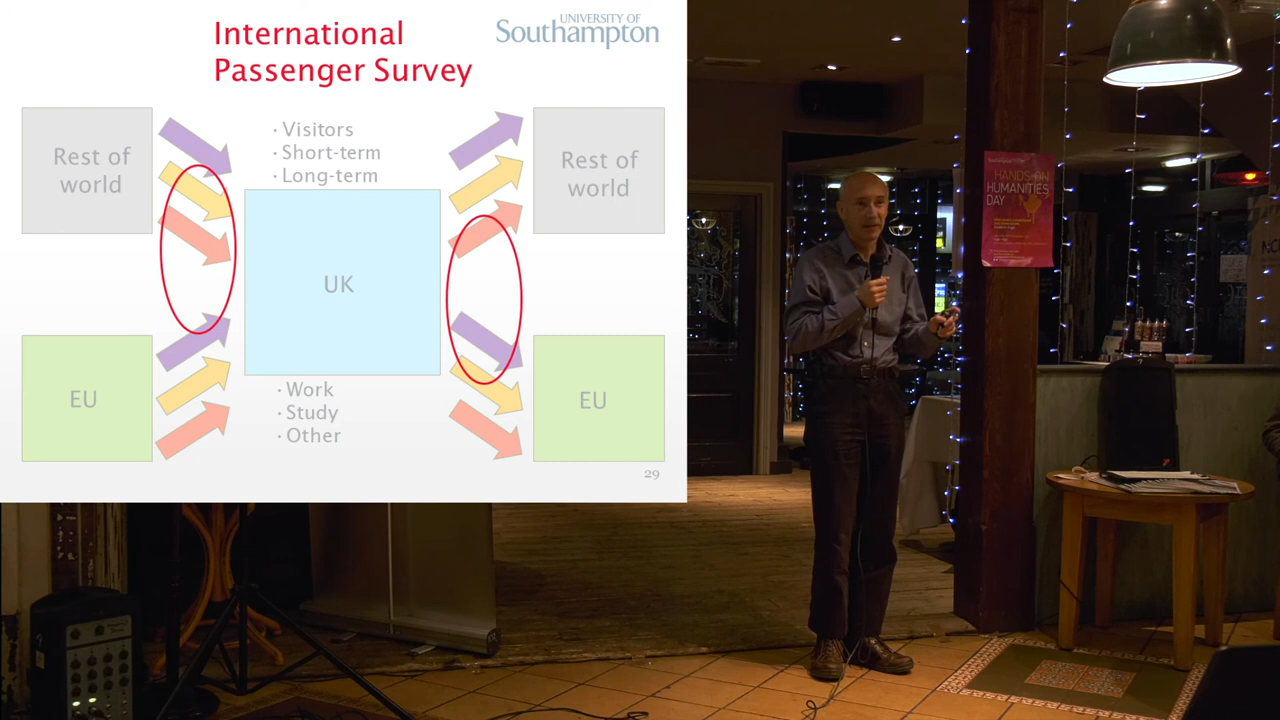 International
Passenger Survey
UNIVERSITY OF
Southampton
Rest of
world
· Visitors
· Short-term
· Long-term
Rest of
world
UK
EU
· Work
· Study
· Other
EU
29
HANDS-ON
HUMANITIES
DAY